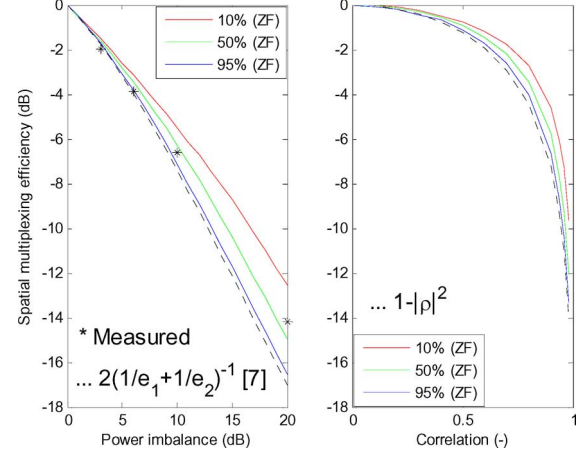 0
-2
-4
-6
-8
-10
-12
-14
-16
-18
0 5 10 15 20
Spatial multiplexing efficiency (dB)
Power imbalance (dB)
10% (ZF)
50% (ZF)
95% (ZF)
* Measured
... 2(1/e₁+1/e₂)⁻¹ [7]
0
-2
-4
-6
-8
-10
-12
-14
-16
-18
0 0.5 1
Correlation (-)
... 1-|ρ|²
10% (ZF)
50% (ZF)
95% (ZF)